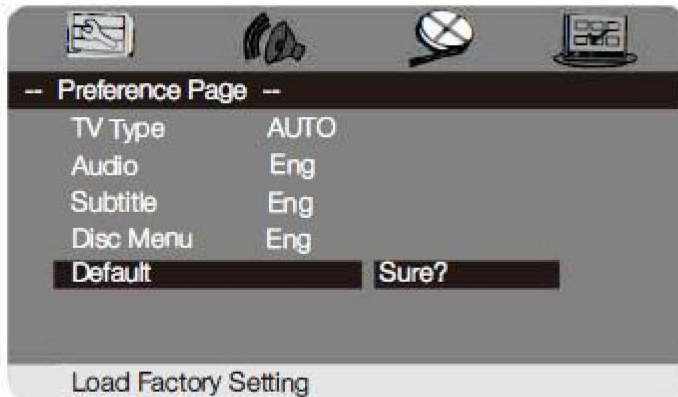 -- Preference Page --
TV Type AUTO
Audio Eng
Subtitle Eng
Disc Menu Eng
Default Sure?
Load Factory Setting